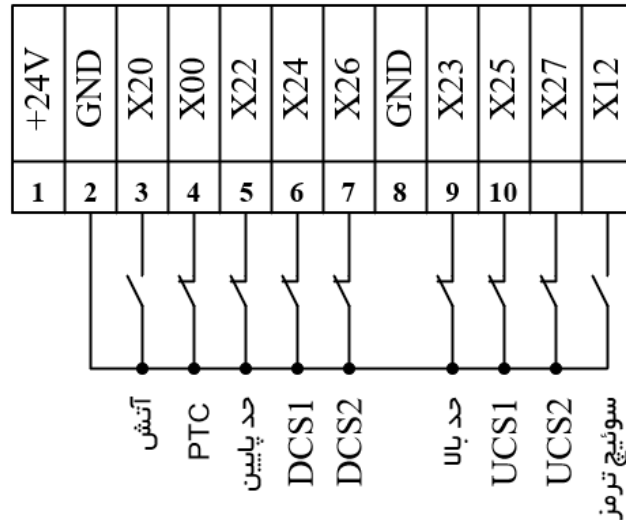 +24V GND X20 X00 X22 X24 X26 GND X23 X25 X27 X12
1 2 3 4 5 6 7 8 9 10
آتش PTC حد پایین DCS1 DCS2 حد بالا UCS1 UCS2 سوئیچ ترمز